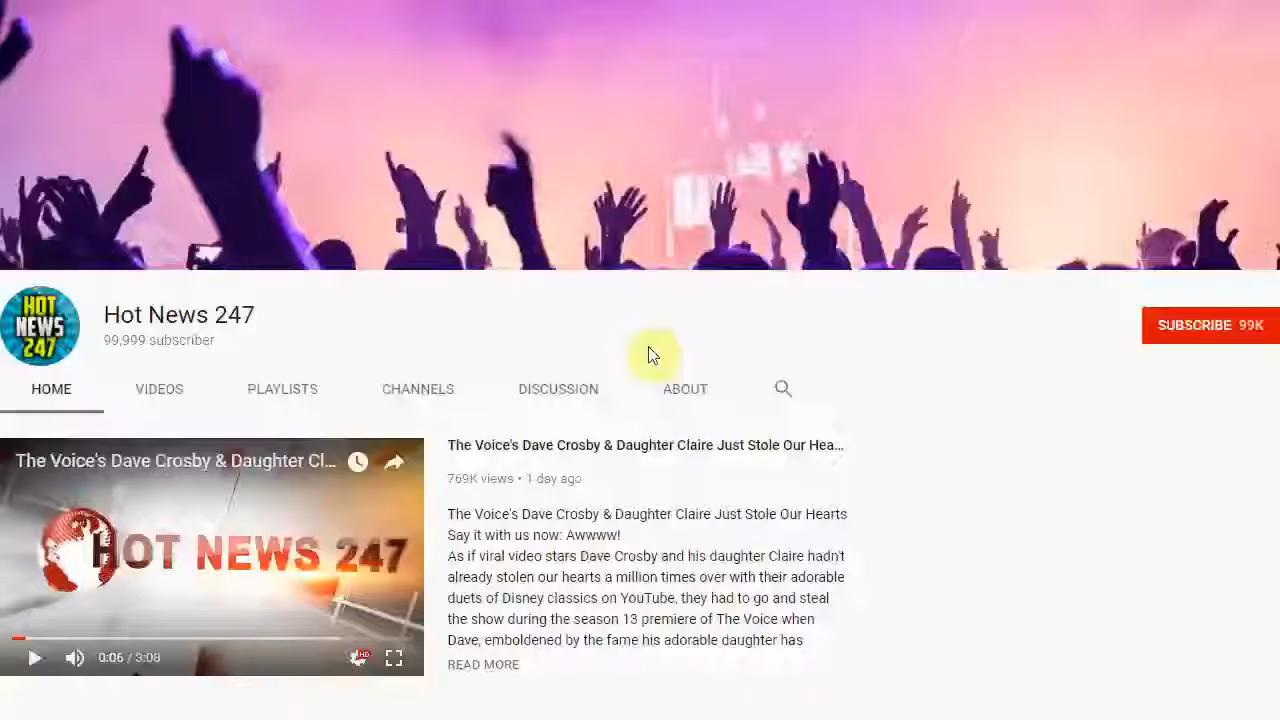 HOT
NEWS
247
Hot News 247
99,999 subscriber
SUBSCRIBE 99K
HOME VIDEOS PLAYLISTS CHANNELS DISCUSSION ABOUT
The Voice's Dave Crosby & Daughter Cl...
HOT NEWS 247
0:06 / 3:08
HD
The Voice's Dave Crosby & Daughter Claire Just Stole Our Hea...
769K views • 1 day ago
The Voice's Dave Crosby & Daughter Claire Just Stole Our Hearts
Say it with us now: Awwww!
As if viral video stars Dave Crosby and his daughter Claire hadn't
already stolen our hearts a million times over with their adorable
duets of Disney classics on YouTube, they had to go and steal
the show during the season 13 premiere of The Voice when
Dave, emboldened by the fame his adorable daughter has
READ MORE